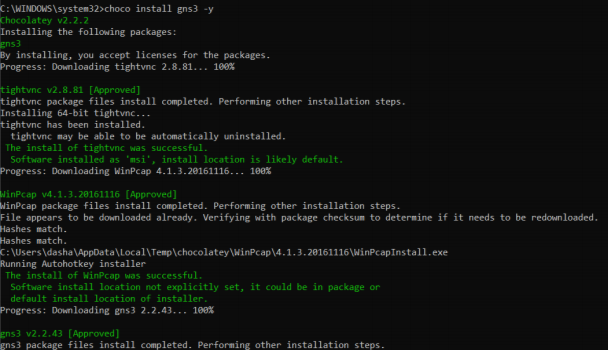 C:\WINDOWS\system32>choco install gns3 -y
Chocolatey v2.2.2
Installing the following packages:
gns3
By installing, you accept licenses for the packages.
Progress: Downloading tightvnc 2.8.81... 100%
tightvnc v2.8.81 [Approved]
tightvnc package files install completed. Performing other installation steps.
Installing 64-bit tightvnc...
tightvnc has been installed.
tightvnc may be able to be automatically uninstalled.
The install of tightvnc was successful.
Software installed as 'msi', install location is likely default.
Progress: Downloading WinPcap 4.1.3.20161116... 100%
WinPcap v4.1.3.20161116 [Approved]
WinPcap package files install completed. Performing other installation steps.
File appears to be downloaded already. Verifying with package checksum to determine if it needs to be redownloaded.
Hashes match.
Hashes match.
C:\Users\dasha\AppData\Local\Temp\chocolatey\WinPcap\4.1.3.20161116\WinPcapInstall.exe
Running Autohotkey installer
The install of WinPcap was successful.
Software install location not explicitly set, it could be in package or
default install location of installer.
Progress: Downloading gns3 2.2.43... 100%
gns3 v2.2.43 [Approved]
gns3 package files install completed. Performing other installation steps.